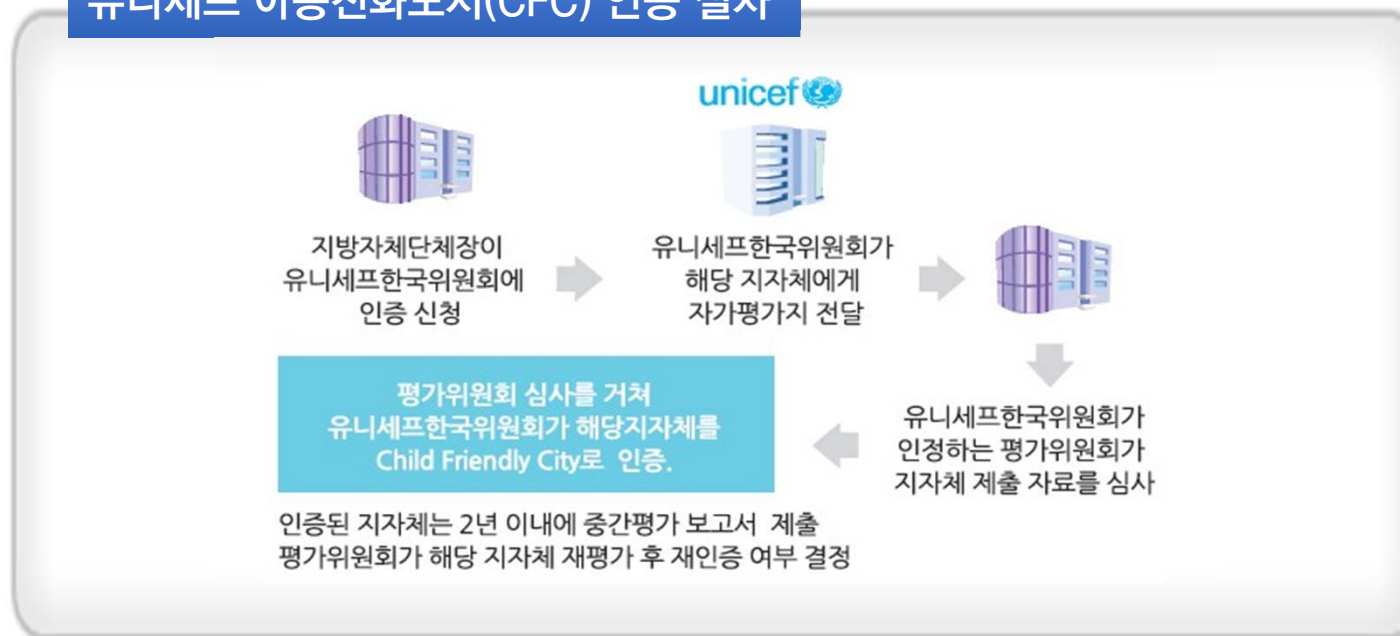 유니세프 아동친화도시(CFC) 인증 절차
unicef
지방자체단체장이
유니세프한국위원회에
인증 신청
유니세프한국위원회가
해당 지자체에게
자가평가지 전달
유니세프한국위원회가
인정하는 평가위원회가
지자체 제출 자료를 심사
평가위원회 심사를 거쳐
유니세프한국위원회가 해당지자체를
Child Friendly City로 인증.
인증된 지자체는 2년 이내에 중간평가 보고서 제출
평가위원회가 해당 지자체 재평가 후 재인증 여부 결정